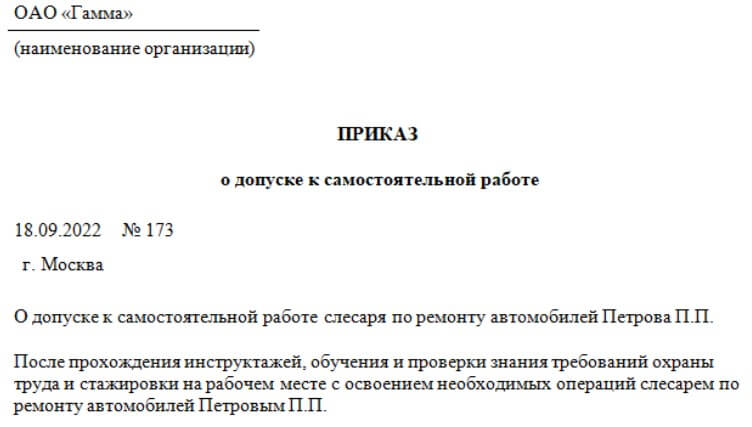 ОАО «Гамма»
(наименование организации)
ПРИКАЗ
о допуске к самостоятельной работе
18.09.2022 № 173
г. Москва
О допуске к самостоятельной работе слесаря по ремонту автомобилей Петрова П.П.
После прохождения инструктажей, обучения и проверки знания требований охраны
труда и стажировки на рабочем месте с освоением необходимых операций слесарем по
ремонту автомобилей Петровым П.П.